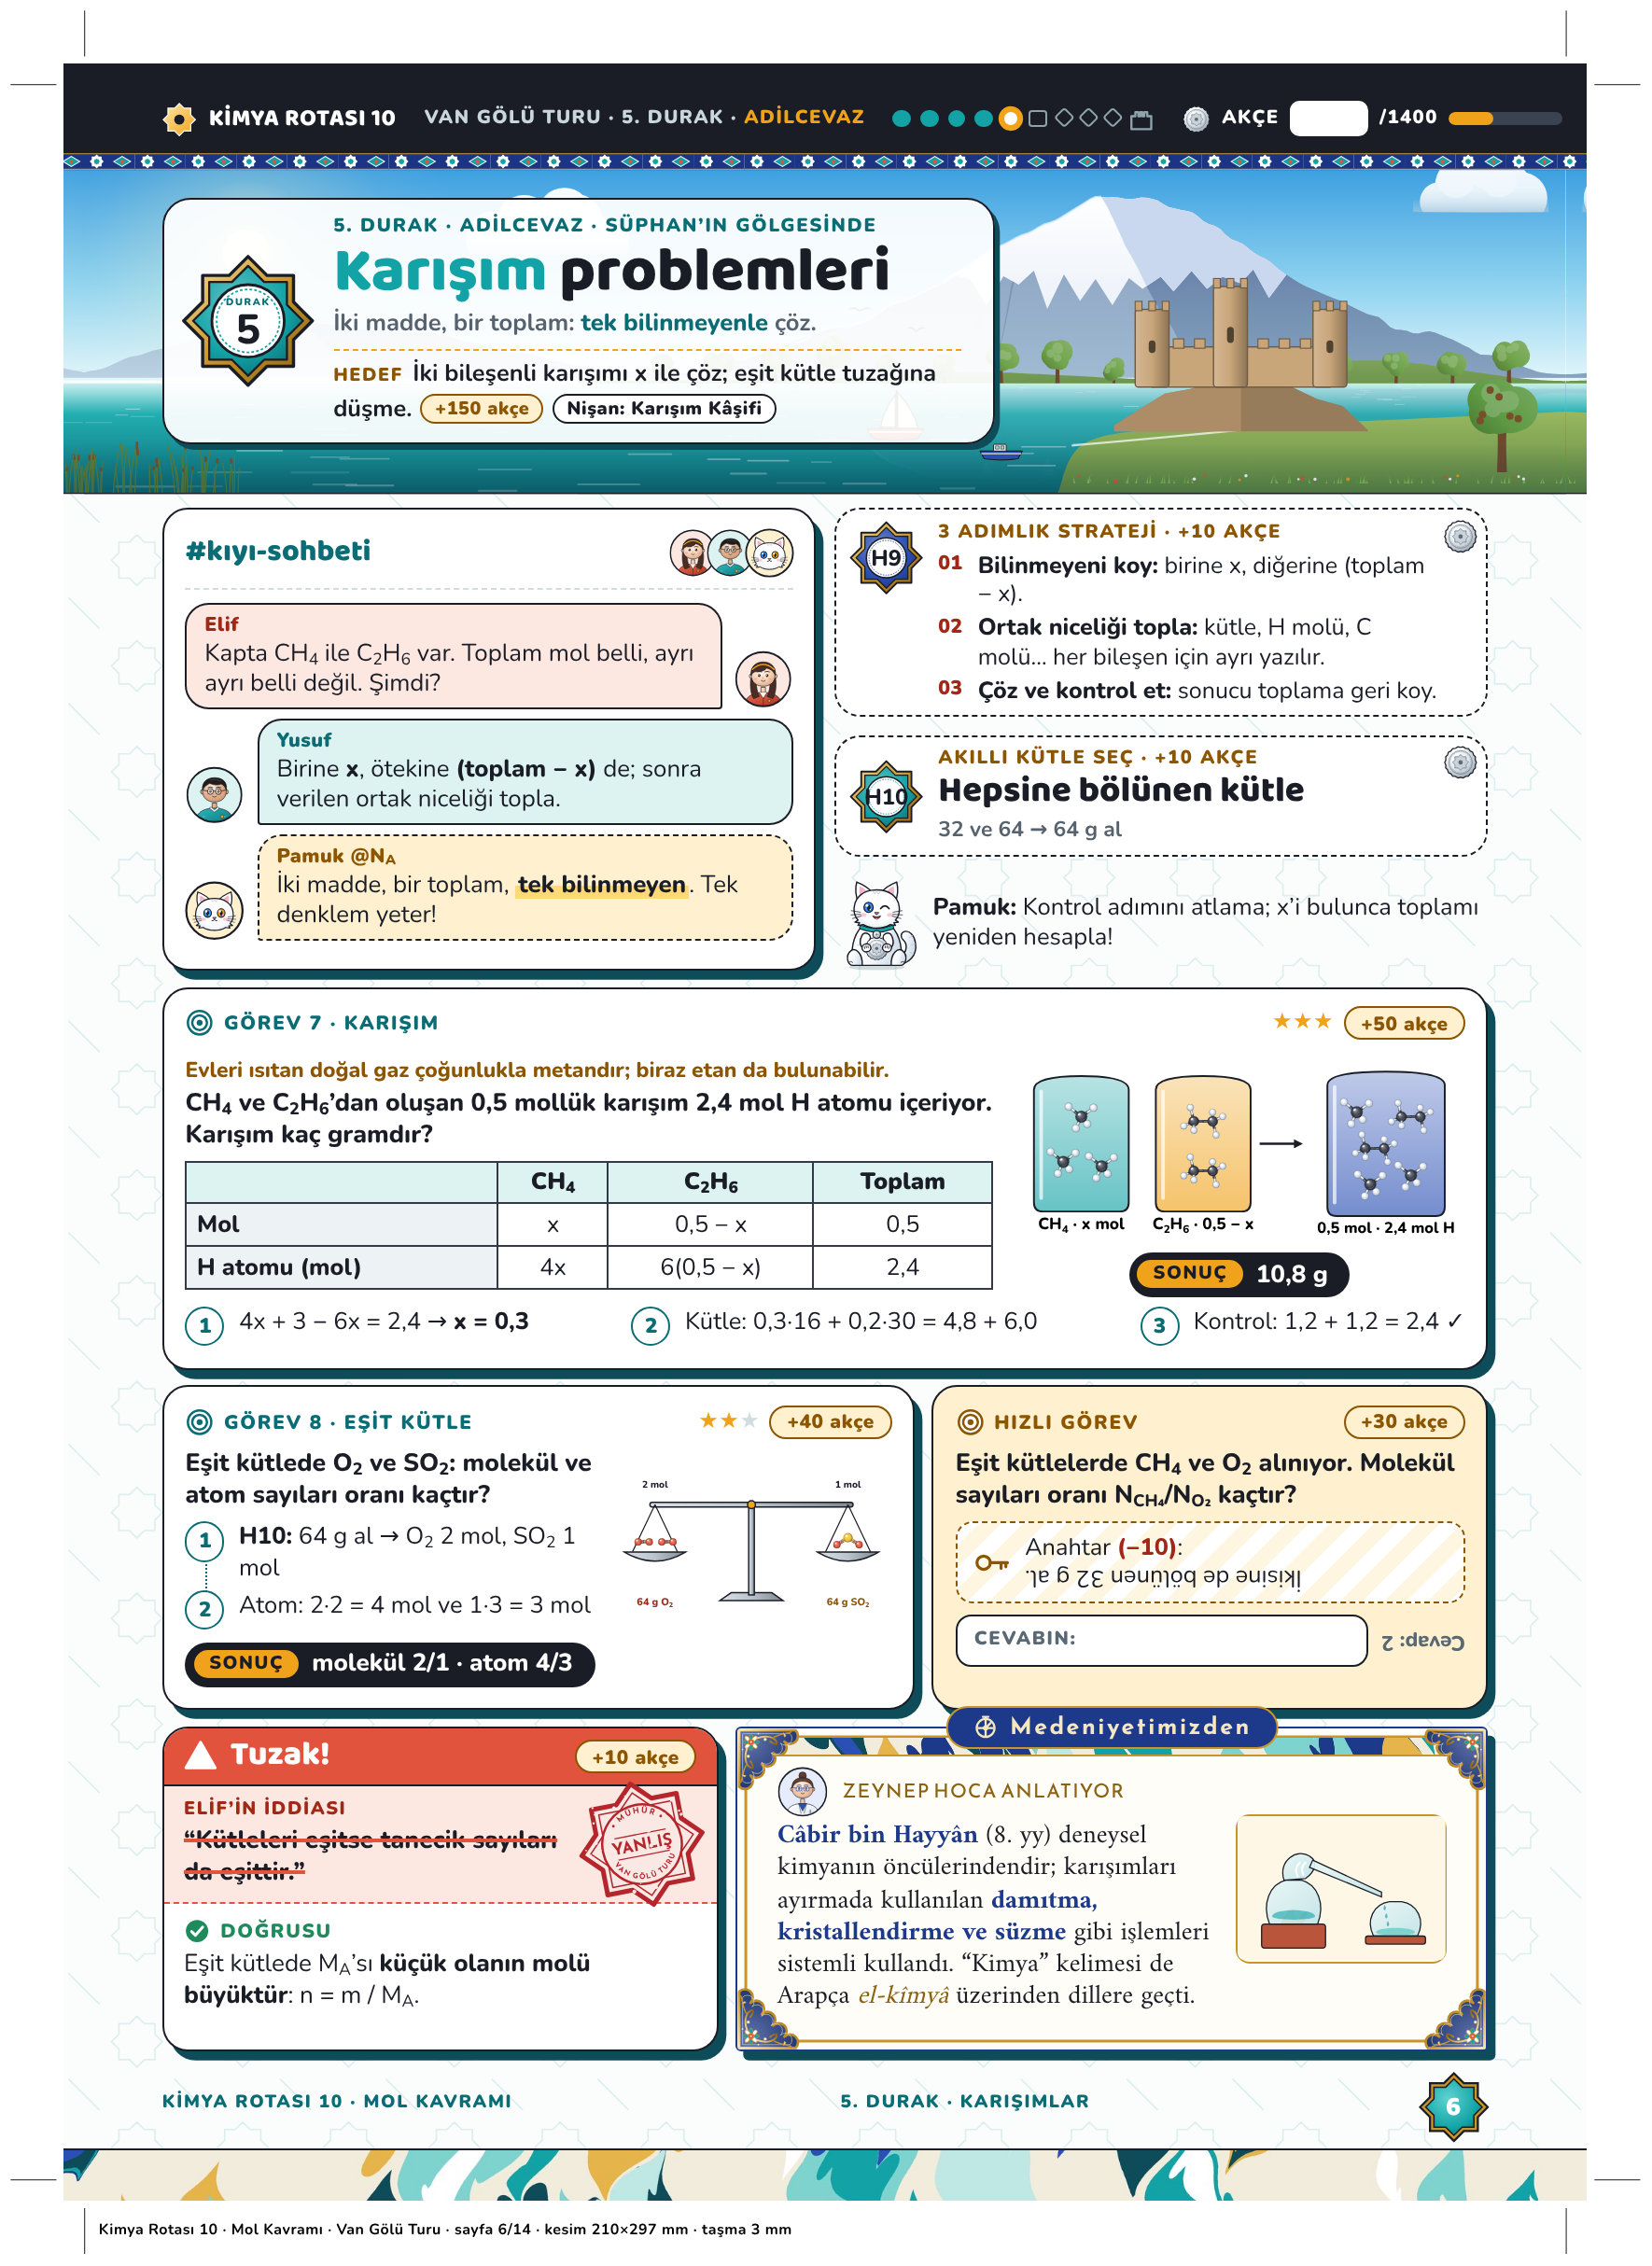 KİMYA ROTASI 10
VAN GÖLÜ TURU · 5. DURAK · ADİLCEVAZ
AKÇE /1400
5. DURAK · ADİLCEVAZ · SÜPHAN’IN GÖLGESİNDE
Karışım problemleri
DURAK
5
İki madde, bir toplam: tek bilinmeyenle çöz.
HEDEF İki bileşenli karışımı x ile çöz; eşit kütle tuzağına
düşme. +150 akçe Nişan: Karışım Kâşifi
#kıyı-sohbeti
Elif
Kapta CH₄ ile C₂H₆ var. Toplam mol belli, ayrı
ayrı belli değil. Şimdi?
Yusuf
Birine x, ötekine (toplam − x) de; sonra
verilen ortak niceliği topla.
Pamuk @N_A
İki madde, bir toplam, tek bilinmeyen. Tek
denklem yeter!
H9
3 ADIMLIK STRATEJİ · +10 AKÇE
01 Bilinmeyeni koy: birine x, diğerine (toplam
− x).
02 Ortak niceliği topla: kütle, H molü, C
molü... her bileşen için ayrı yazılır.
03 Çöz ve kontrol et: sonucu toplama geri koy.
H10
AKILLI KÜTLE SEÇ · +10 AKÇE
Hepsine bölünen kütle
32 ve 64 → 64 g al
Pamuk: Kontrol adımını atlama; x’i bulunca toplamı
yeniden hesapla!
GÖREV 7 · KARIŞIM
★★★ +50 akçe
Evleri ısıtan doğal gaz çoğunlukla metandır; biraz etan da bulunabilir.
CH₄ ve C₂H₆’dan oluşan 0,5 mollük karışım 2,4 mol H atomu içeriyor.
Karışım kaç gramdır?
CH₄ C₂H₆ Toplam
Mol x 0,5 − x 0,5
H atomu (mol) 4x 6(0,5 − x) 2,4
CH₄ · x mol
C₂H₆ · 0,5 − x
0,5 mol · 2,4 mol H
SONUÇ 10,8 g
1 4x + 3 − 6x = 2,4 → x = 0,3
2 Kütle: 0,3·16 + 0,2·30 = 4,8 + 6,0
3 Kontrol: 1,2 + 1,2 = 2,4 ✓
GÖREV 8 · EŞİT KÜTLE
★★★ +40 akçe
Eşit kütlede O₂ ve SO₂: molekül ve
atom sayıları oranı kaçtır?
1 H10: 64 g al → O₂ 2 mol, SO₂ 1
mol
2 Atom: 2·2 = 4 mol ve 1·3 = 3 mol
2 mol
1 mol
64 g O₂
64 g SO₂
SONUÇ molekül 2/1 · atom 4/3
HIZLI GÖREV
+30 akçe
Eşit kütlelerde CH₄ ve O₂ alınıyor. Molekül
sayıları oranı N_CH₄/N_O₂ kaçtır?
Anahtar (−10):
İkisine de bölünen 32 g al.
CEVABIN:
Cevap: 2
Tuzak!
+10 akçe
ELİF’İN İDDİASI
“Kütleleri eşitse tanecik sayıları
da eşittir.”
MÜHÜR
YANLIŞ
VAN GÖLÜ TURU
DOĞRUSU
Eşit kütlede M_A’sı küçük olanın molü
büyüktür: n = m / M_A.
Medeniyetimizden
ZEYNEP HOCA ANLATIYOR
Câbir bin Hayyân (8. yy) deneysel
kimyanın öncülerindendir; karışımları
ayırmada kullanılan damıtma,
kristallendirme ve süzme gibi işlemleri
sistemli kullandı. “Kimya” kelimesi de
Arapça el-kîmyâ üzerinden dillere geçti.
KİMYA ROTASI 10 · MOL KAVRAMI
5. DURAK · KARIŞIMLAR
6
Kimya Rotası 10 · Mol Kavramı · Van Gölü Turu · sayfa 6/14 · kesim 210×297 mm · taşma 3 mm